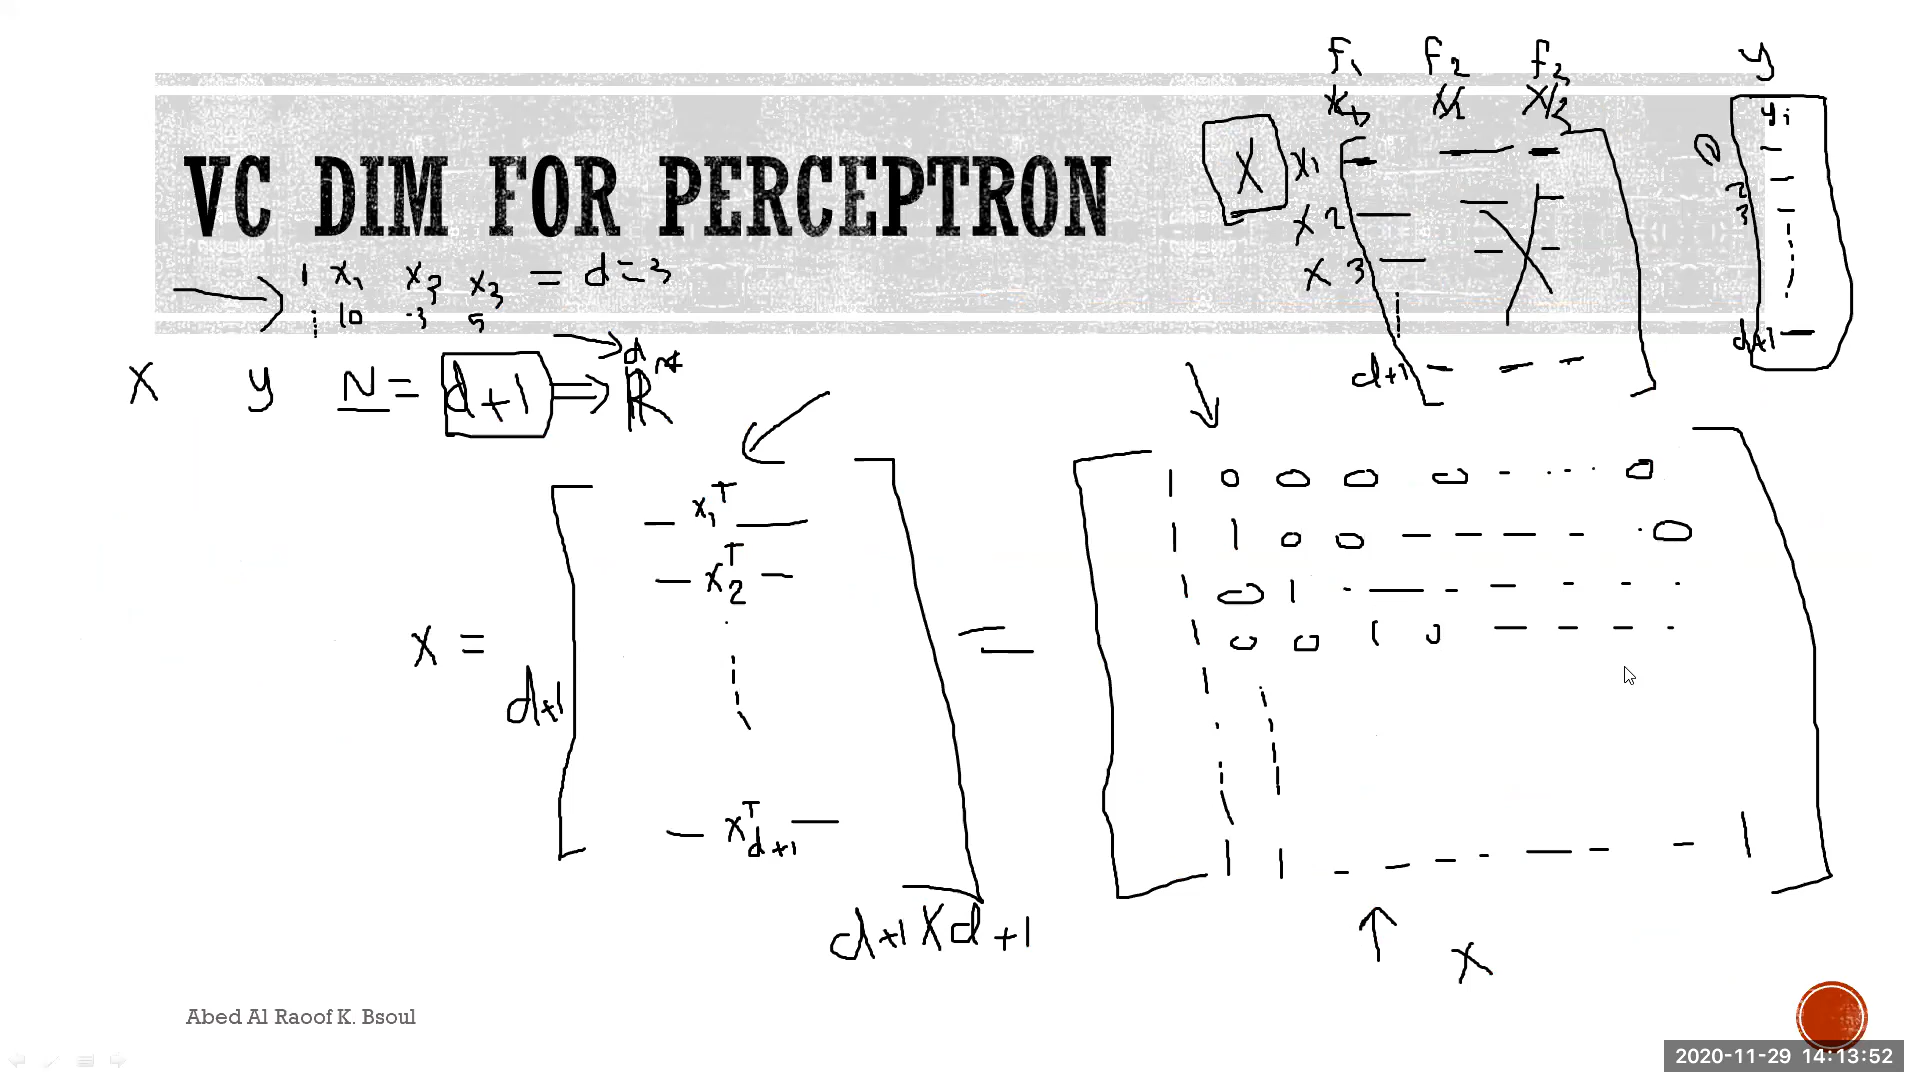 F1 F2 F3 y
VC DIM FOR PERCEPTRON
X x1 yi
x2 2
x3 3
1 x1 x2 x3 = d=3
1 10 -3 5
d+1 d+1
X y N = d+1 ⇒ R^d
x1^T 1 0 0 0 0 - ... 0
x2^T 1 1 0 0 - - - - 0
1 0 1 - - - - - - -
X = = 1 0 0 1 0 - - - -
d+1
x^T d+1 1 1 - - - - - - - 1
d+1 X d+1
X
Abed Al Raoof K. Bsoul
2020-11-29 14:13:52